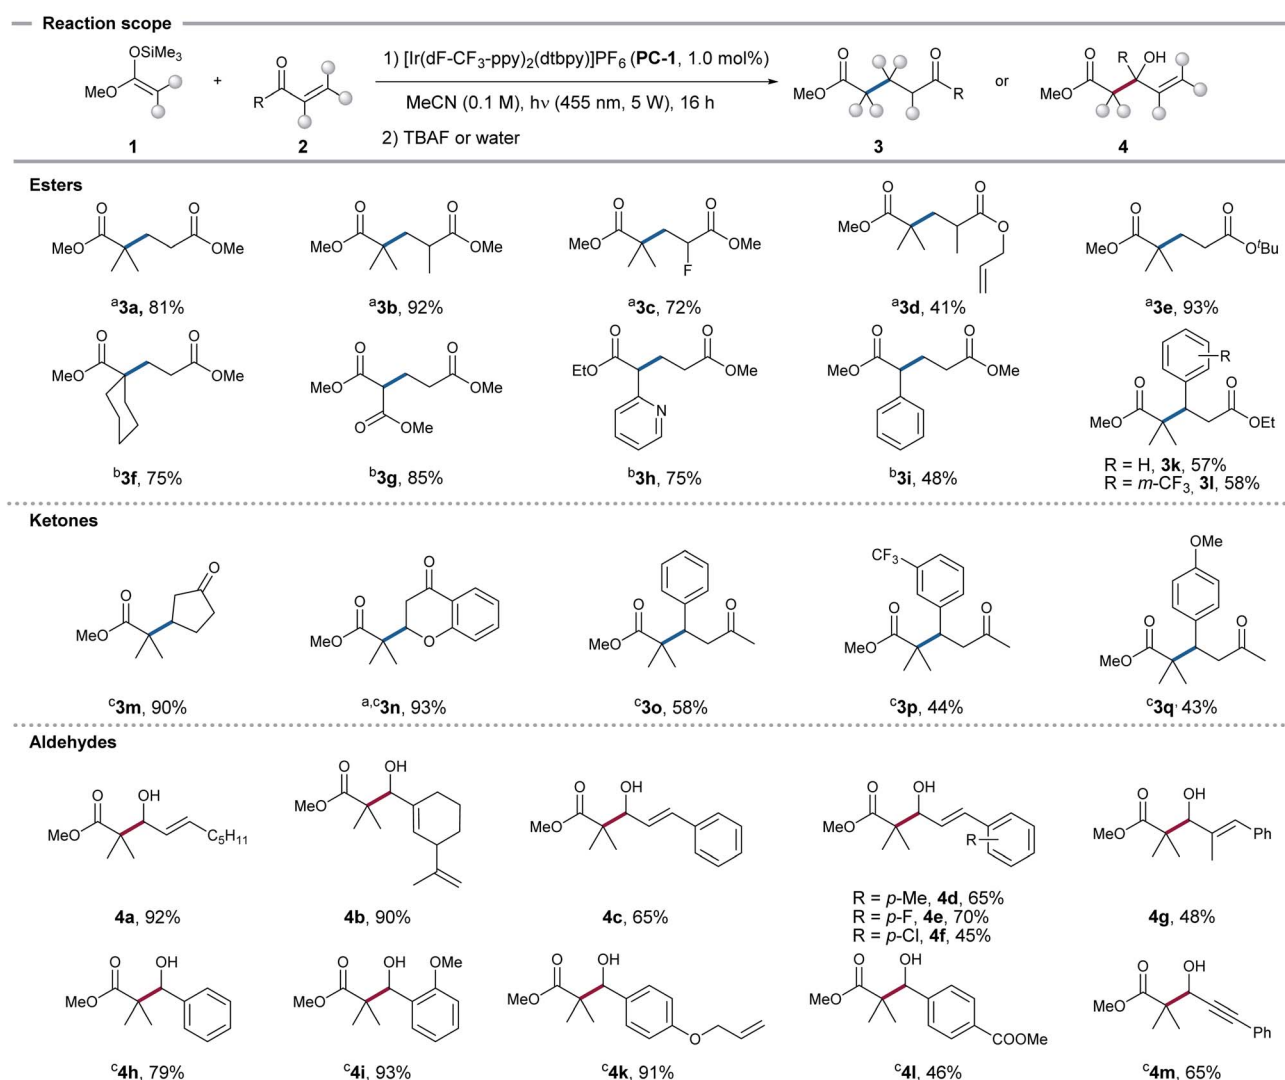 Reaction scope
OSiMe3
MeO
1
+
O
R
2
1) [Ir(dF-CF3-ppy)2(dtbpy)]PF6 (PC-1, 1.0 mol%)
MeCN (0.1 M), hν (455 nm, 5 W), 16 h
2) TBAF or water
O
O
MeO
R
3
or
O
R OH
MeO
4
Esters
O
O
MeO
OMe
a3a, 81%
O
O
MeO
OMe
a3b, 92%
O
O
MeO
OMe
F
a3c, 72%
O
O
MeO
O
a3d, 41%
O
O
MeO
OtBu
a3e, 93%
O
O
MeO
OMe
b3f, 75%
O
O
MeO
OMe
O
OMe
b3g, 85%
O
O
EtO
OMe
N
b3h, 75%
O
O
MeO
OMe
b3i, 48%
R
O
O
MeO
OEt
R = H, 3k, 57%
R = m-CF3, 3l, 58%
Ketones
O
O
MeO
c3m, 90%
O
O
MeO
O
a,c3n, 93%
O
O
MeO
c3o, 58%
CF3
O
O
MeO
c3p, 44%
OMe
O
O
MeO
c3q, 43%
Aldehydes
O
OH
MeO
C5H11
4a, 92%
O
OH
MeO
4b, 90%
O
OH
MeO
4c, 65%
O
OH
MeO
R
R = p-Me, 4d, 65%
R = p-F, 4e, 70%
R = p-Cl, 4f, 45%
O
OH
MeO
Ph
4g, 48%
O
OH
MeO
c4h, 79%
O
OH
OMe
MeO
c4i, 93%
O
OH
MeO
O
c4k, 91%
O
OH
MeO
COOMe
c4l, 46%
O
OH
MeO
Ph
c4m, 65%